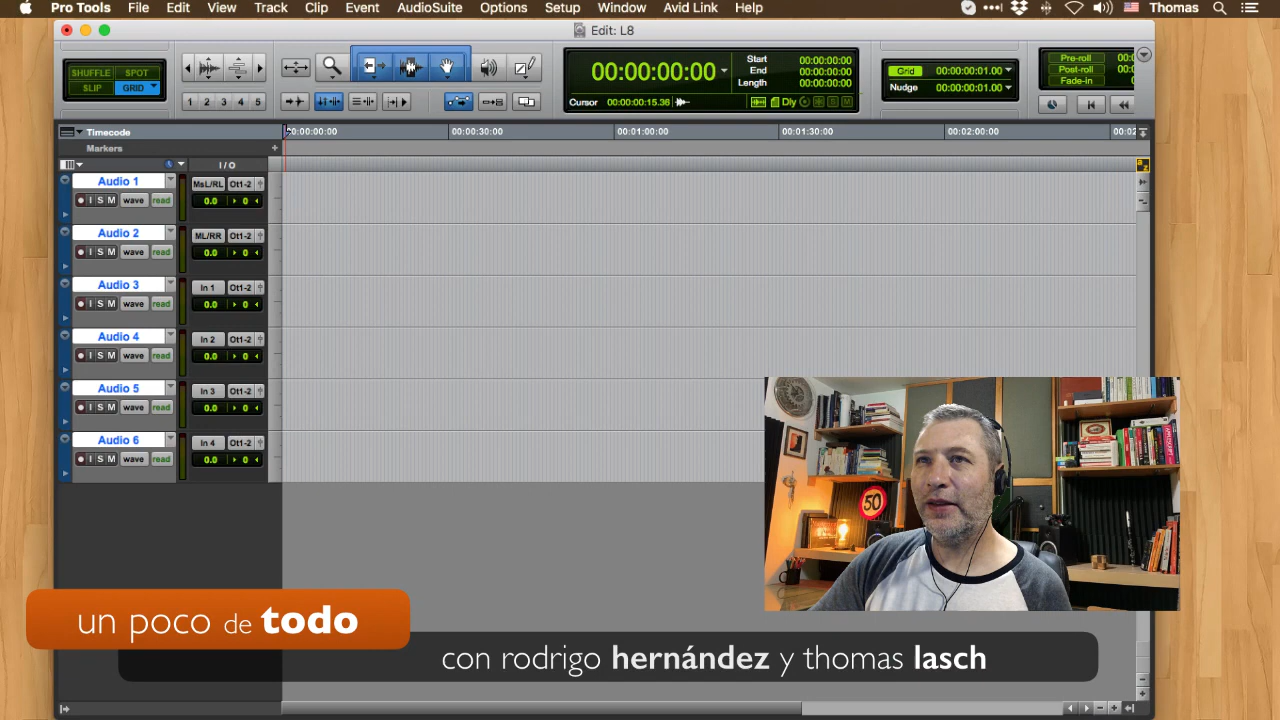 Pro Tools File Edit View Track Clip Event AudioSuite Options Setup Window Avid Link Help Thomas
Edit: L8
SHUFFLE SPOT
SLIP GRID
1 2 3 4 5
00:00:00:00
Start 00:00:00:00
End 00:00:00:00
Length 00:00:00:00
Cursor 00:00:00:15.36 Dly
Grid 00:00:00:01.00
Nudge 00:00:00:01.00
Pre-roll
Post-roll
Fade-in
Timecode 00:00:00:00 00:00:30:00 00:01:00:00 00:01:30:00 00:02:00:00 00:02
Markers
I / O
a z
Audio 1 MsL/RL Ot1-2
I S M wave read 0.0 0
Audio 2 ML/RR Ot1-2
I S M wave read 0.0 0
Audio 3 In 1 Ot1-2
I S M wave read 0.0 0
Audio 4 In 2 Ot1-2
I S M wave read 0.0 0
Audio 5 In 3 Ot1-2
I S M wave read 0.0 0
Audio 6 In 4 Ot1-2
I S M wave read 0.0 0
50
un poco de todo
con rodrigo hernández y thomas lasch